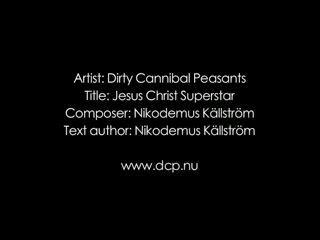 Artist: Dirty Cannibal Peasants
Title: Jesus Christ Superstar
Composer: Nikodemus Källström
Text author: Nikodemus Källström
www.dcp.nu